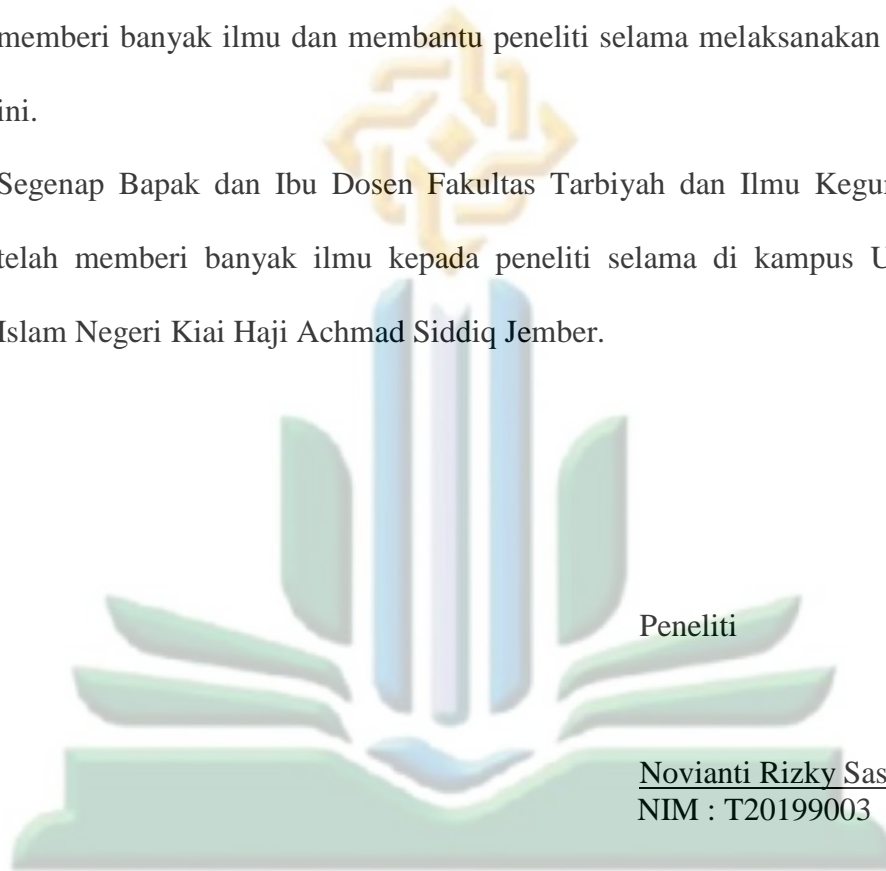 memberi banyak ilmu dan membantu peneliti selama melaksanakan
ini.
Segenap Bapak dan Ibu Dosen Fakultas Tarbiyah dan Ilmu
telah memberi banyak ilmu kepada peneliti selama di kampus
Islam Negeri Kiai Haji Achmad Siddiq Jember.
Peneliti
Novianti Rizky
NIM : T20199003